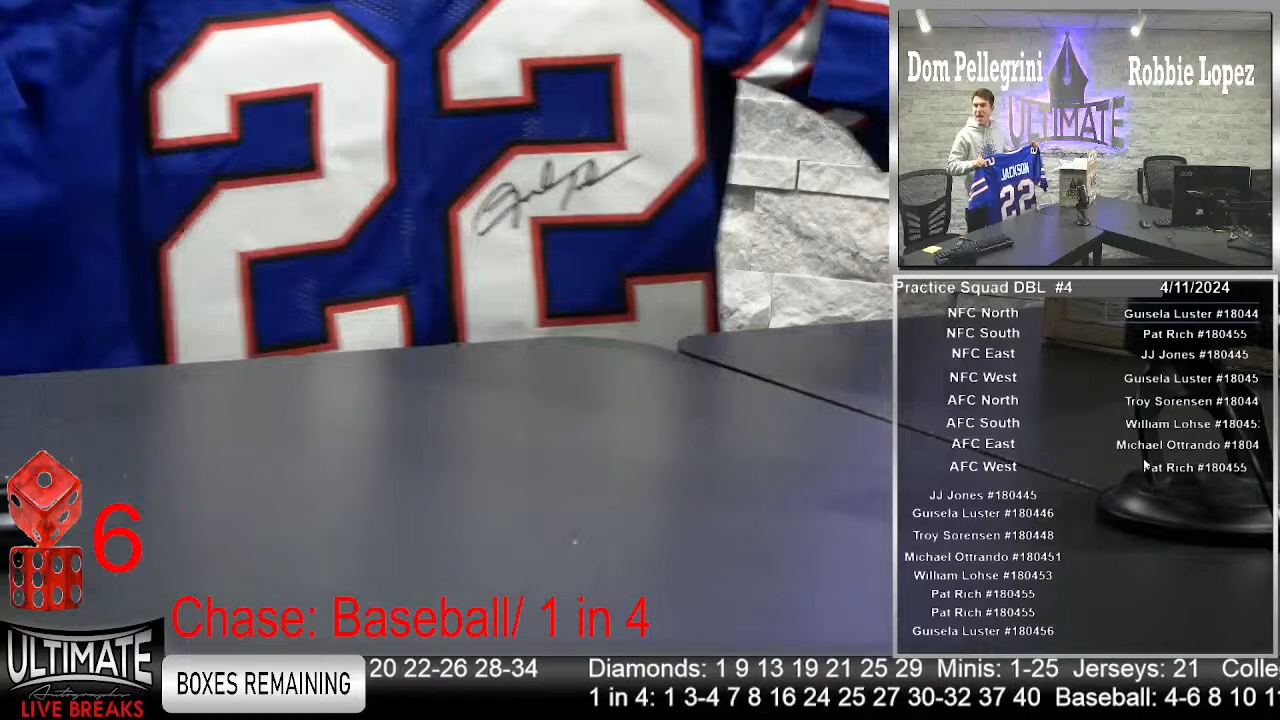 22
Dom Pellegrini
Robbie Lopez
ULTIMATE
JACKSON
22
Practice Squad DBL #4 4/11/2024
NFC North Guisela Luster #18044
NFC South Pat Rich #180455
NFC East JJ Jones #180445
NFC West Guisela Luster #18045
AFC North Troy Sorensen #18044
AFC South William Lohse #18045
AFC East Michael Ottrando #1804
AFC West Pat Rich #180455
JJ Jones #180445
Guisela Luster #180446
Troy Sorensen #180448
Michael Ottrando #180451
William Lohse #180453
Pat Rich #180455
Pat Rich #180455
Guisela Luster #180456
6
Chase: Baseball/ 1 in 4
ULTIMATE
Autographs
LIVE BREAKS
BOXES REMAINING
20 22-26 28-34 Diamonds: 1 9 13 19 21 25 29 Minis: 1-25 Jerseys: 21 Colle
1 in 4: 1 3-4 7 8 16 24 25 27 30-32 37 40 Baseball: 4-6 8 10 1